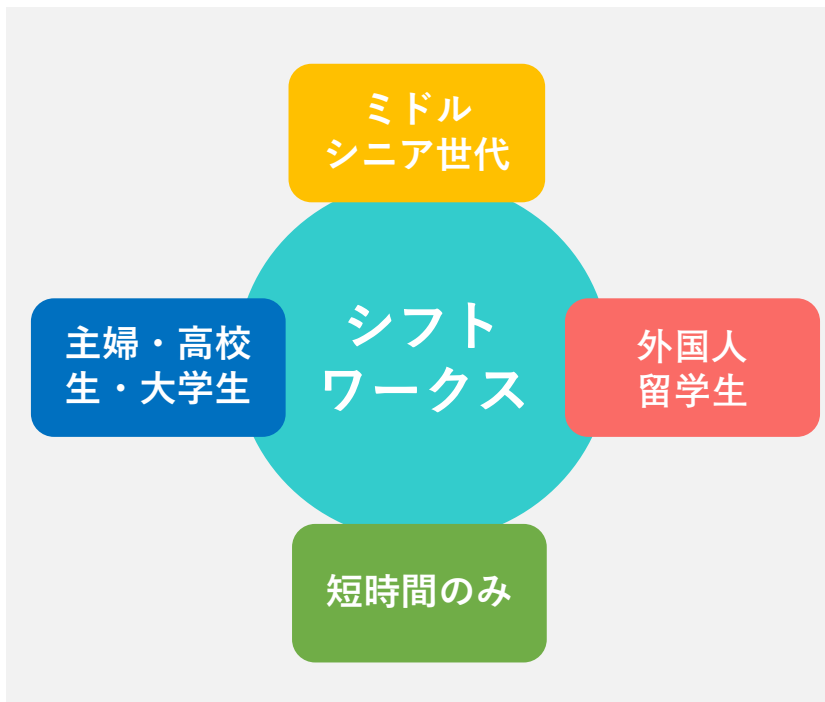 ミドル
シニア世代
シフト
ワークス
主婦・高校
生・大学生
外国人
留学生
短時間のみ